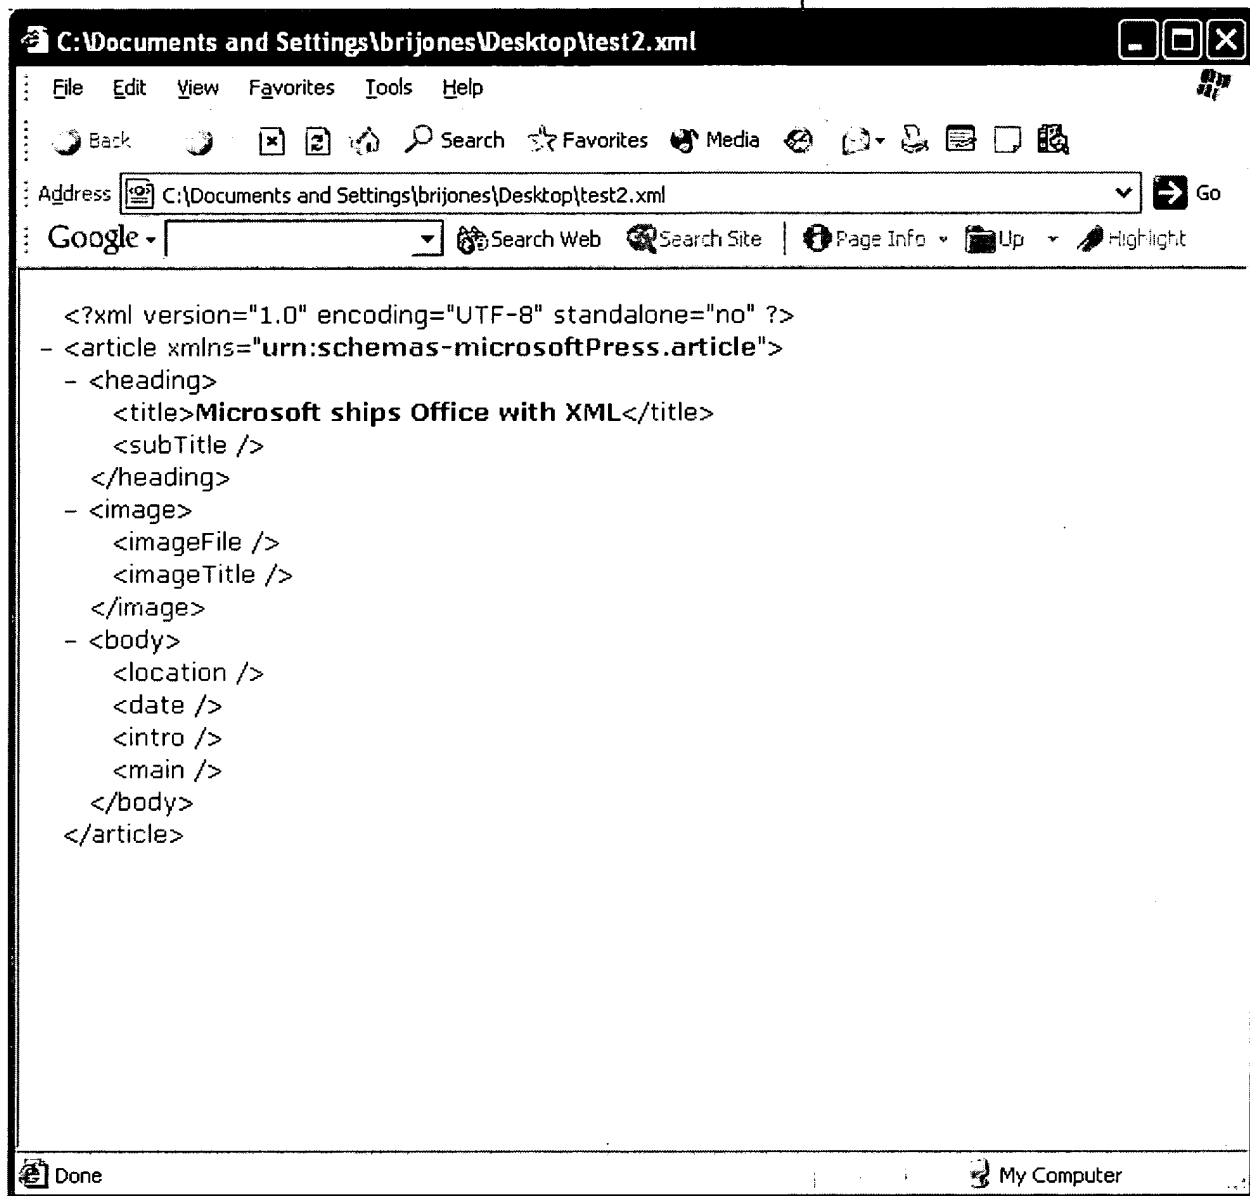 C:\Documents and Settings\brijones\Desktop\test2.xml
File Edit View Favorites Tools Help
Back Search Favorites Media
Address C:\Documents and Settings\brijones\Desktop\test2.xml Go
Google Search Web Search Site Page Info Up Highlight
<?xml version="1.0" encoding="UTF-8" standalone="no" ?>
- <article xmlns="urn:schemas-microsoftPress.article">
- <heading>
<title>Microsoft ships Office with XML</title>
<subTitle />
</heading>
- <image>
<imageFile />
<imageTitle />
</image>
- <body>
<location />
<date />
<intro />
<main />
</body>
</article>
Done My Computer